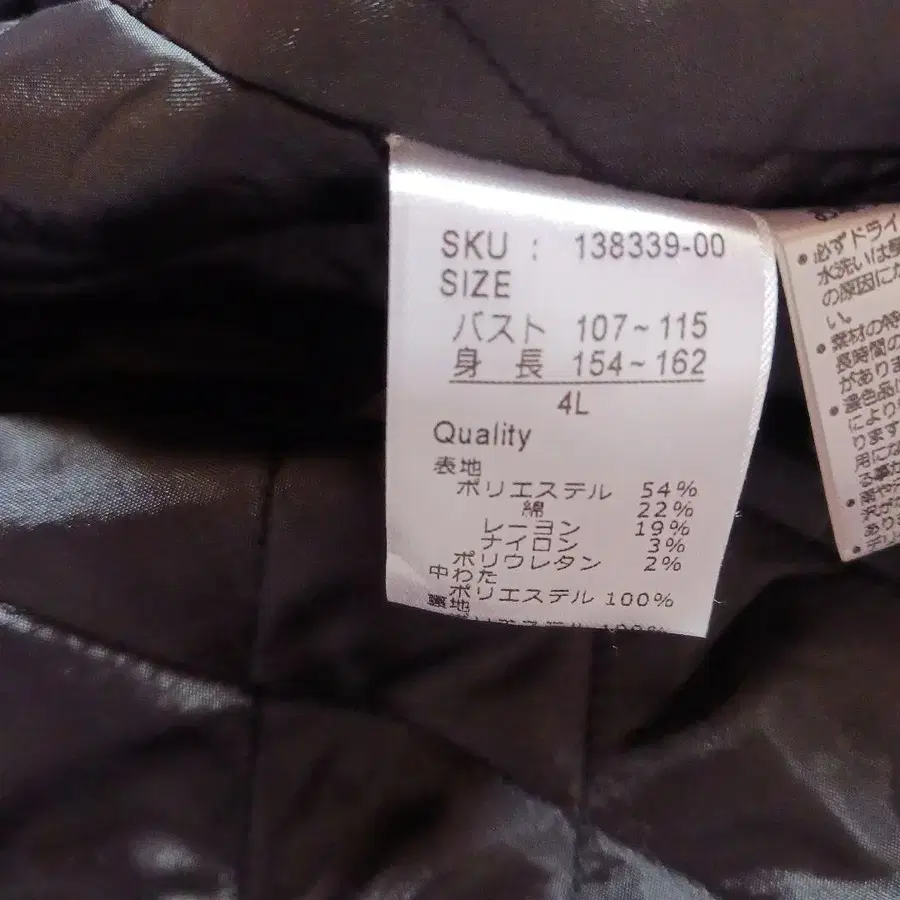 SKU : 138339-00
SIZE
バスト 107~115
身 長 154~162
4L
Quality
表地
ポリエステル 54%
綿 22%
レーヨン 19%
ナイロン 3%
ポリウレタン 2%
中わた
ポリエステル 100%
裏地
• 必ずドライ
水洗いは
の原因に
い。
• 素材の特
長時間の
があり
• 濃色品
により
ります
用にな